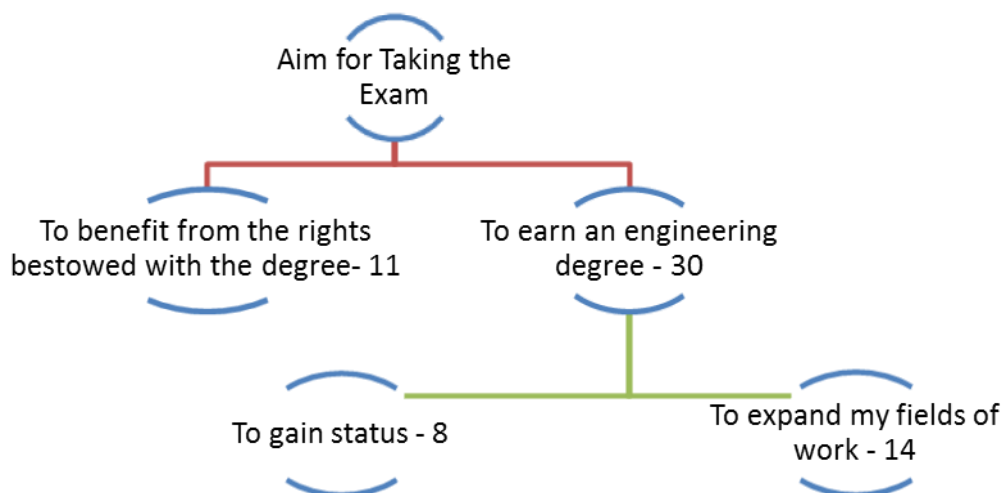 Aim for Taking the
Exam
To benefit from the rights
bestowed with the degree- 11
To earn an engineering
degree - 30
To gain status - 8
To expand my fields of
work - 14